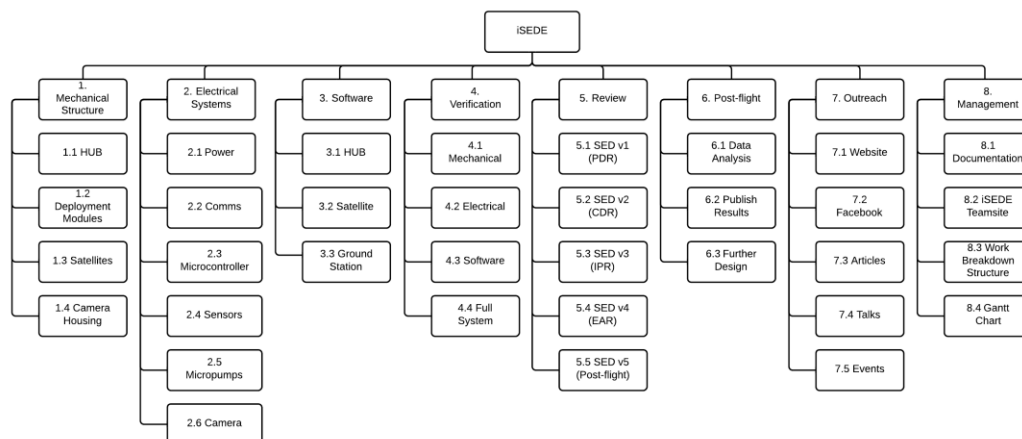 iSEDE
1.
Mechanical
Structure
2. Electrical
Systems
3. Software
4.
Verification
5. Review
6. Post-flight
7. Outreach
8.
Management
1.1 HUB
2.1 Power
3.1 HUB
4.1
Mechanical
5.1 SED v1
(PDR)
6.1 Data
Analysis
7.1 Website
8.1
Documentation
1.2
Deployment
Modules
2.2 Comms
3.2 Satellite
4.2 Electrical
5.2 SED v2
(CDR)
6.2 Publish
Results
7.2
Facebook
8.2 iSEDE
Teamsite
1.3 Satellites
2.3
Microcontroller
3.3 Ground
Station
4.3 Software
5.3 SED v3
(IPR)
6.3 Further
Design
7.3 Articles
8.3 Work
Breakdown
Structure
1.4 Camera
Housing
2.4 Sensors
4.4 Full
System
5.4 SED v4
(EAR)
7.4 Talks
8.4 Gantt
Chart
2.5
Micropumps
5.5 SED v5
(Post-flight)
7.5 Events
2.6 Camera